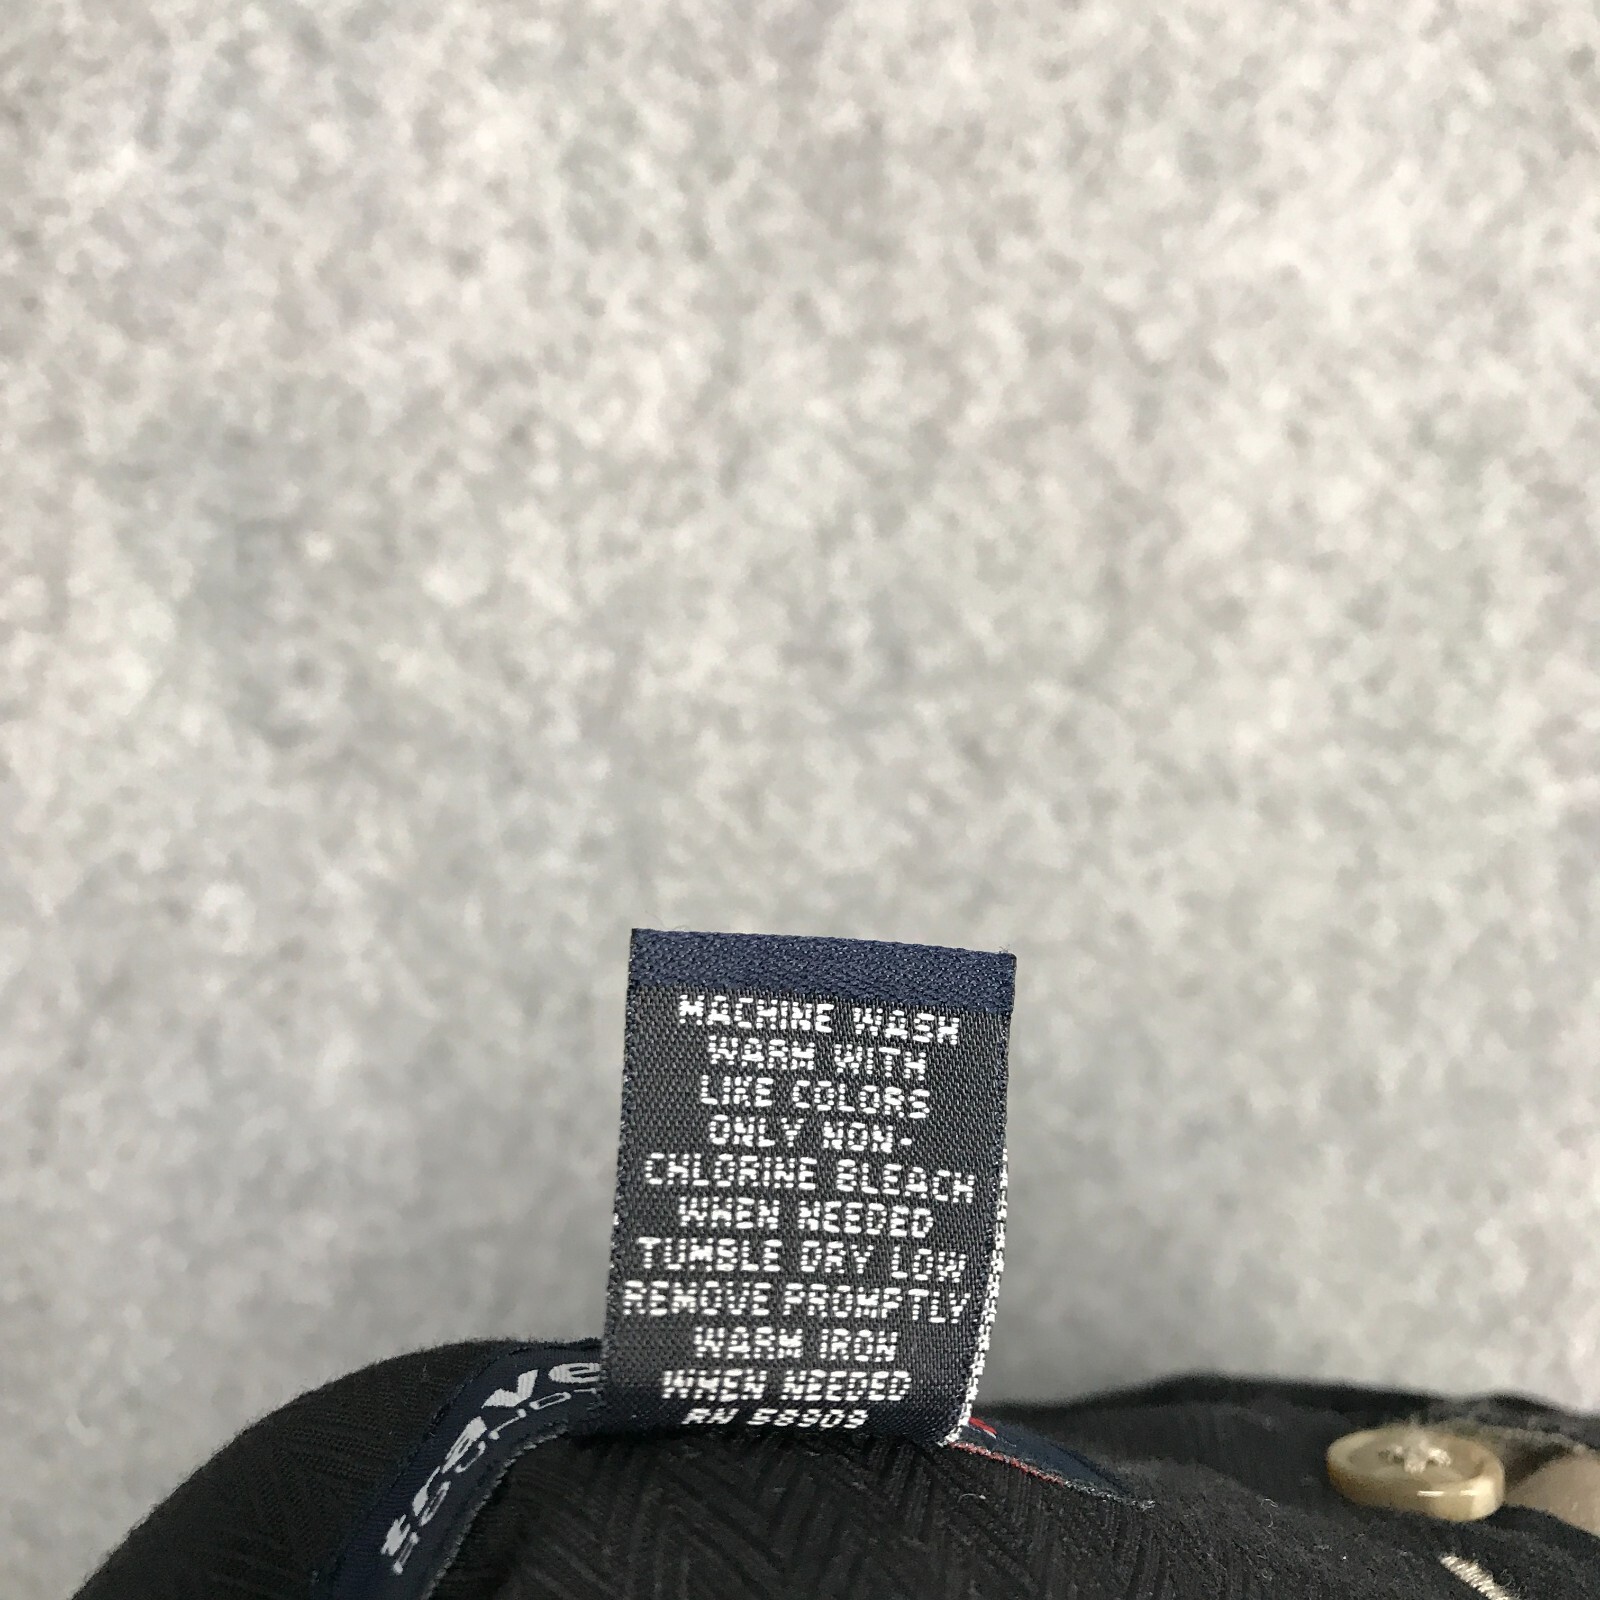 MACHINE WASH
WARM WITH
LIKE COLORS
ONLY NON-
CHLORINE BLEACH
WHEN NEEDED
TUMBLE DRY LOW
REMOVE PROMPTLY
WARM IRON
WHEN NEEDED
RN 58909